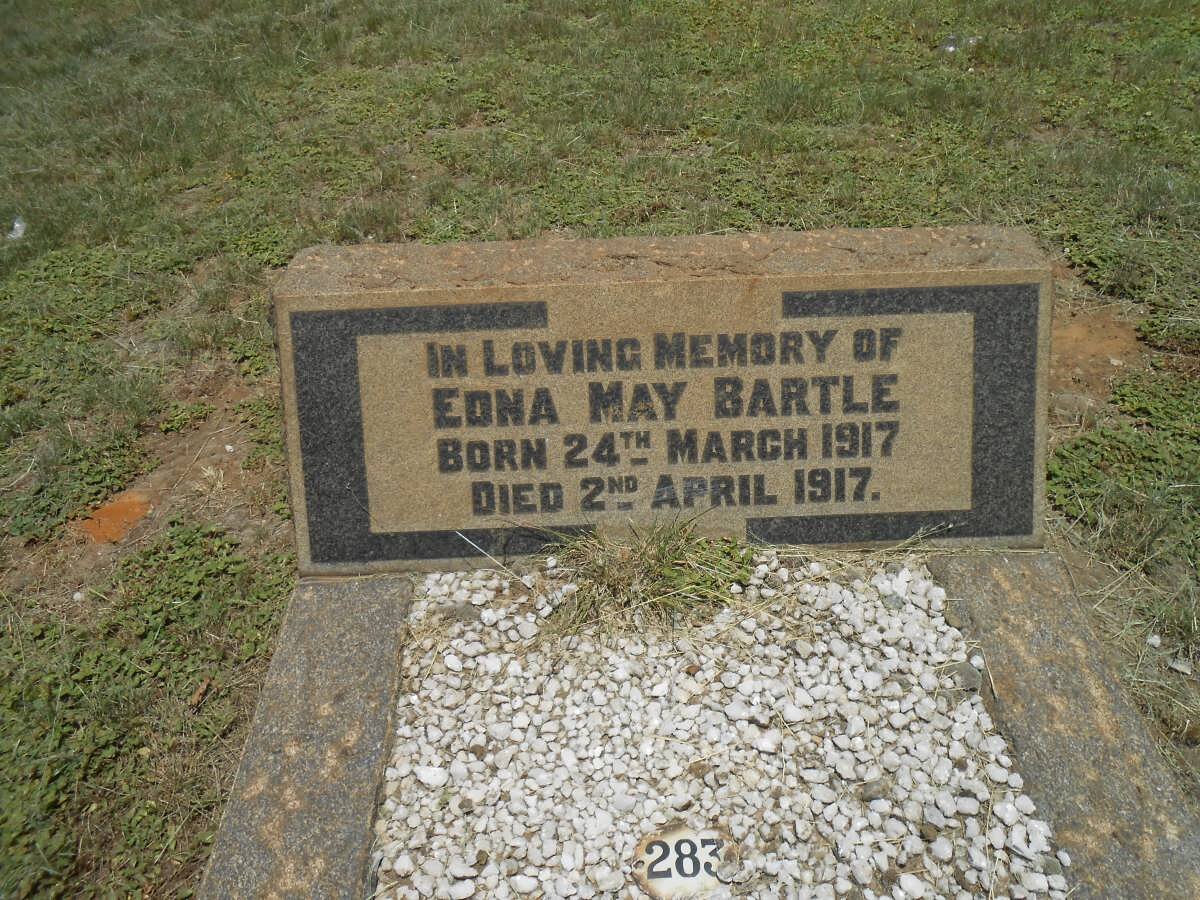 IN LOVING MEMORY OF
EDNA MAY BARTLE
BORN 24TH MARCH 1917
DIED 2ND APRIL 1917.
283